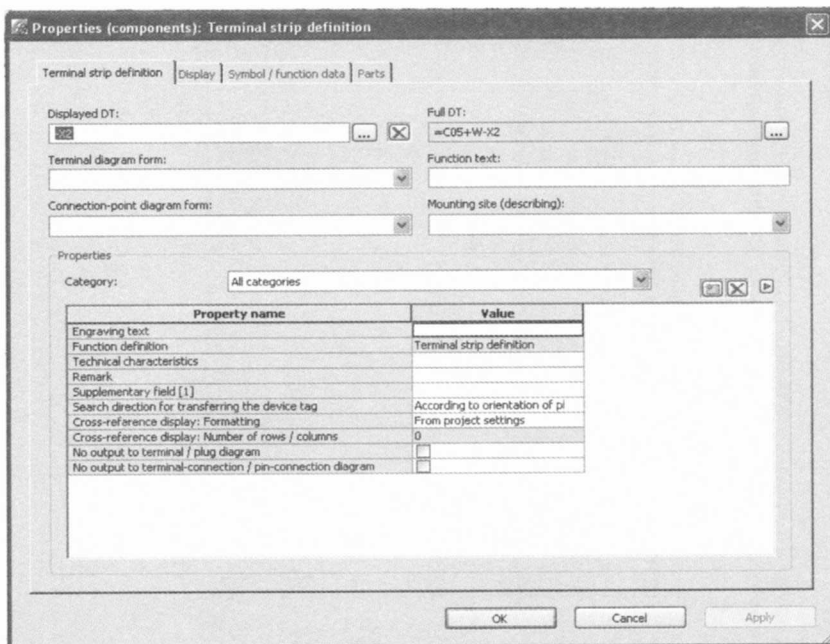 Properties (components): Terminal strip definition
Terminal strip definition Display Symbol / function data Parts
Displayed DT: Full DT:
-X2 ... =C05+W-X2 ...
Terminal diagram form: Function text:
Connection-point diagram form: Mounting site (describing):
Properties
Category: All categories
Property name Value
Engraving text
Function definition Terminal strip definition
Technical characteristics
Remark
Supplementary field [1]
Search direction for transferring the device tag According to orientation of pl
Cross-reference display: Formatting From project settings
Cross-reference display: Number of rows / columns 0
No output to terminal / plug diagram
No output to terminal-connection / pin-connection diagram
OK Cancel Apply